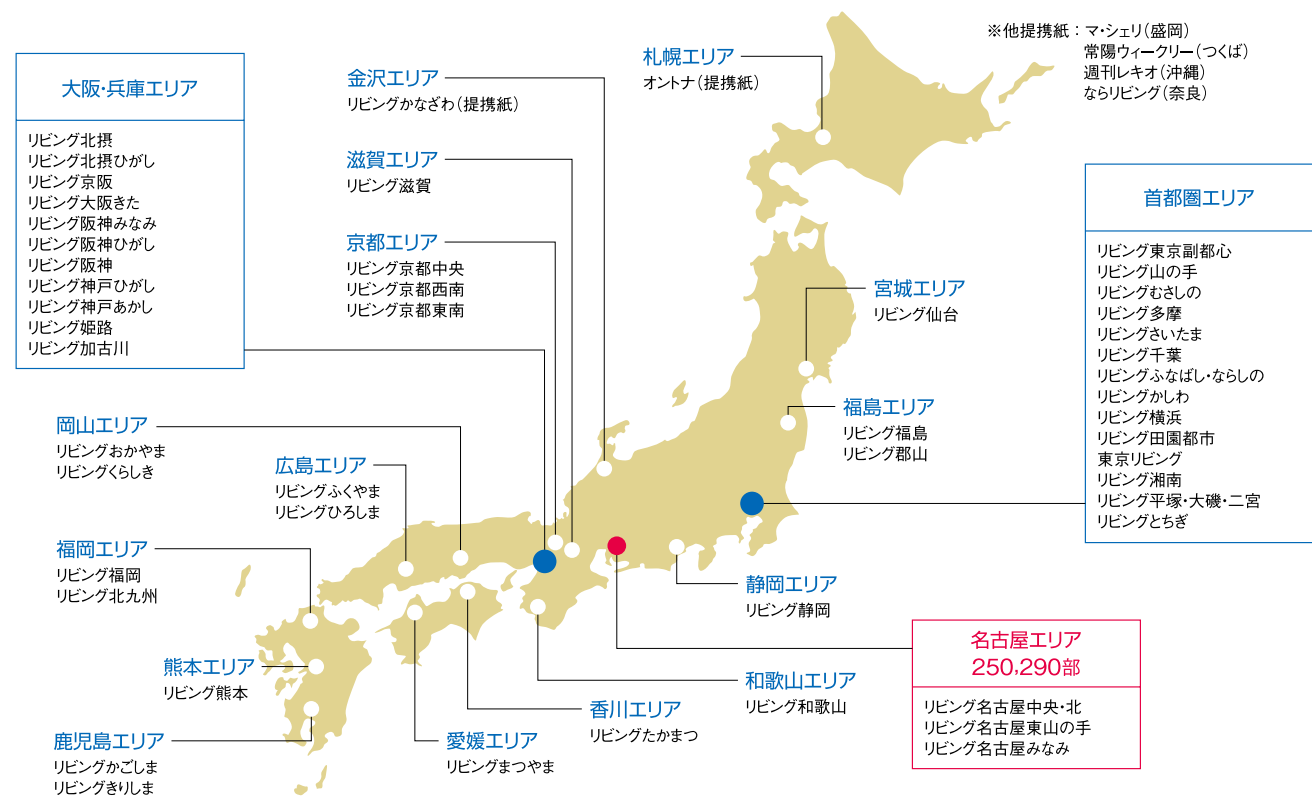 ※他提携紙：マ・シェリ(盛岡)
常陽ウィークリー(つくば)
週刊レキオ(沖縄)
ならリビング(奈良)
大阪・兵庫エリア
リビング北摂
リビング北摂ひがし
リビング京阪
リビング大阪きた
リビング阪神みなみ
リビング阪神ひがし
リビング阪神
リビング神戸ひがし
リビング神戸あかし
リビング姫路
リビング加古川
金沢エリア
リビングかなざわ(提携紙)
滋賀エリア
リビング滋賀
京都エリア
リビング京都中央
リビング京都西南
リビング京都東南
札幌エリア
オントナ(提携紙)
首都圏エリア
リビング東京副都心
リビング山の手
リビングむさしの
リビング多摩
リビングさいたま
リビング千葉
リビングふなばし・ならしの
リビングかしわ
リビング横浜
リビング田園都市
東京リビング
リビング湘南
リビング平塚・大磯・二宮
リビングとちぎ
宮城エリア
リビング仙台
福島エリア
リビング福島
リビング郡山
岡山エリア
リビングおかやま
リビングくらしき
広島エリア
リビングふくやま
リビングひろしま
福岡エリア
リビング福岡
リビング北九州
熊本エリア
リビング熊本
鹿児島エリア
リビングかごしま
リビングきりしま
静岡エリア
リビング静岡
和歌山エリア
リビング和歌山
香川エリア
リビングたかまつ
愛媛エリア
リビングまつやま
名古屋エリア
250,290部
リビング名古屋中央・北
リビング名古屋東山の手
リビング名古屋みなみ